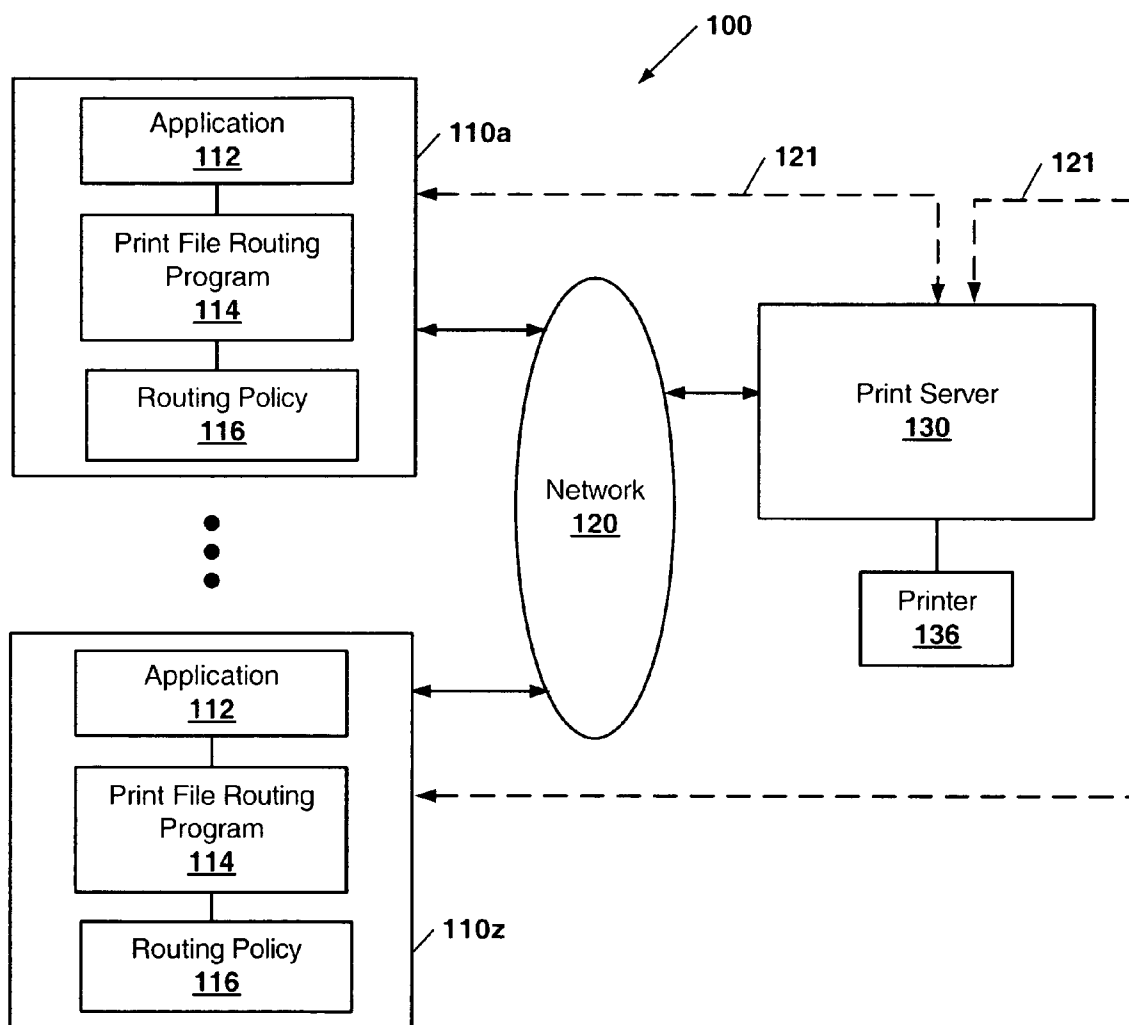 100
Application
112
110a
Print File Routing
Program
114
Routing Policy
116
121
121
Network
120
Print Server
130
Printer
136
Application
112
Print File Routing
Program
114
Routing Policy
116
110z